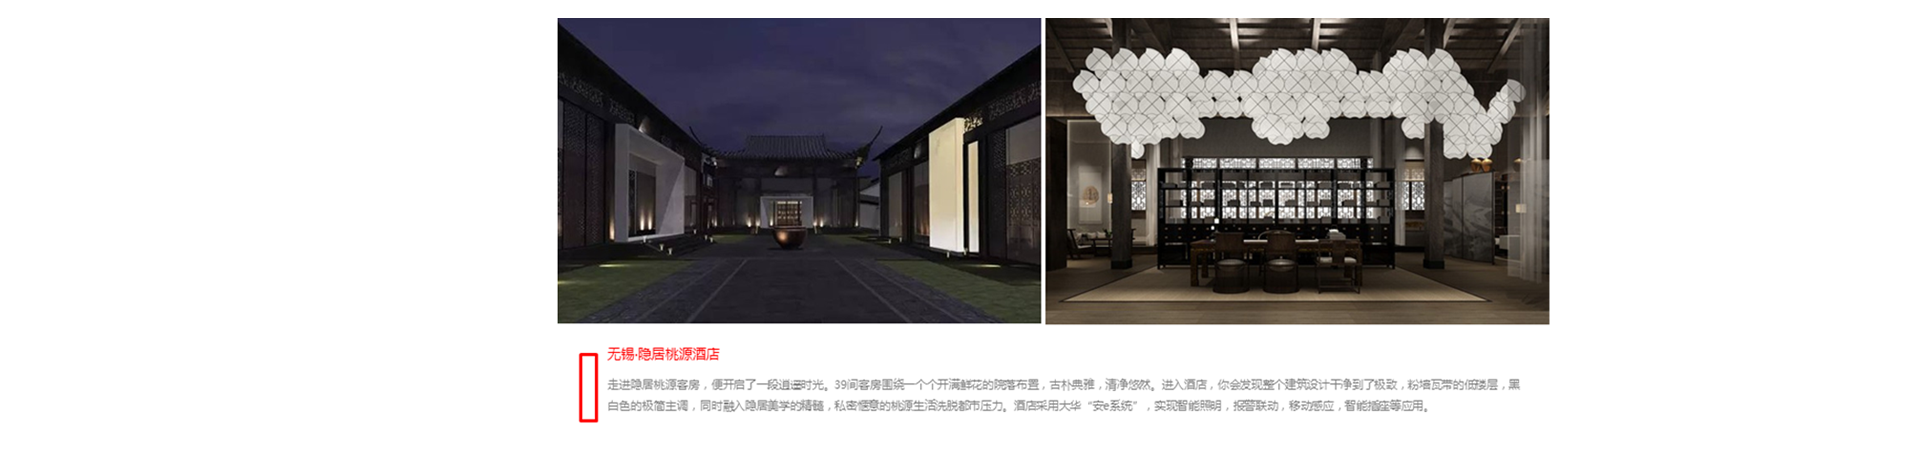 无锡·隐居桃源酒店
走进隐居桃源客房，便开启了一段逍遥时光。39间客房围绕一个个开满鲜花的院落布置，古朴典雅，清净悠然。进入酒店，你会发现整个建筑设计干净到了极致，粉墙瓦带的低楼层，黑
白色的极简主调，同时融入隐居美学的精髓，私密惬意的桃源生活洗脱都市压力。酒店采用大华“安e系统”，实现智能照明，报警联动，移动感应，智能插座等应用。